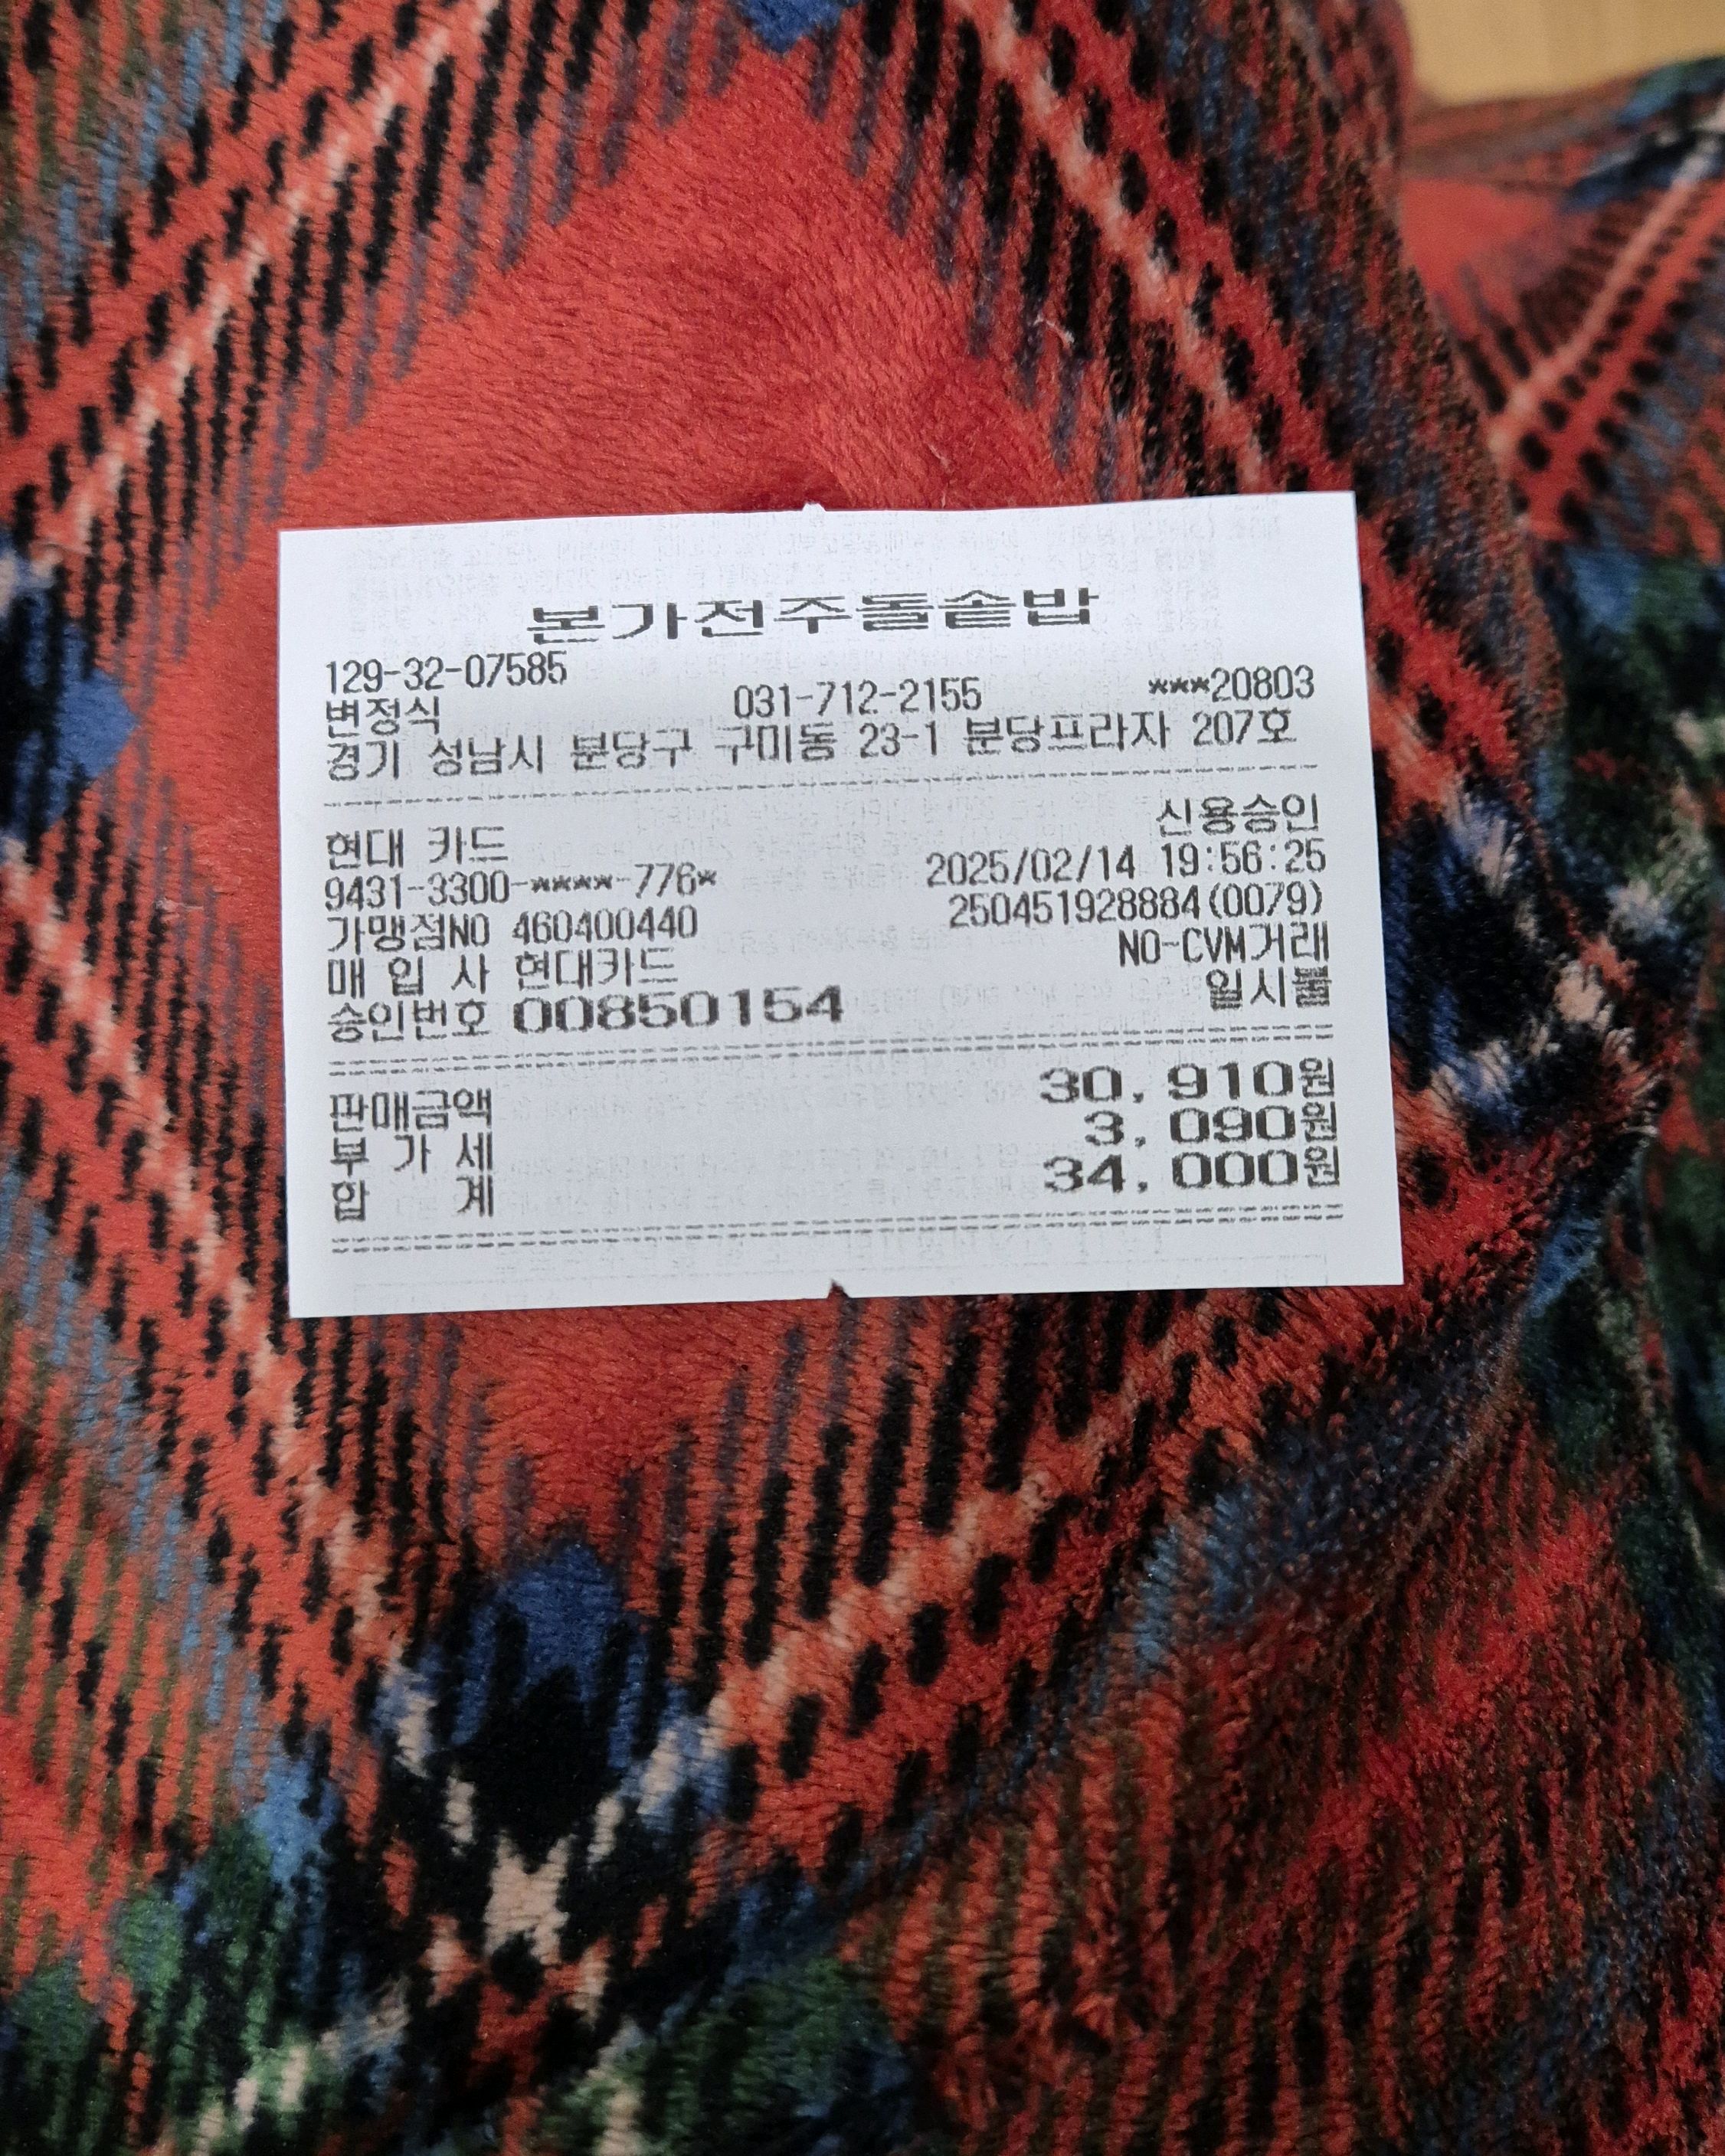 본가전주돌솥밥
129-32-07585
변정식 031-712-2155 ***20803
경기 성남시 분당구 구미동 23-1 분당프라자 207호
현대 카드 신용승인
9431-3300-****-776* 2025/02/14 19:56:25
가맹점NO 460400440 250451928884(0079)
매 입 사 현대카드 NO-CVM거래
승인번호 00850154 일시불
판매금액 30,910원
부 가 세 3,090원
합 계 34,000원